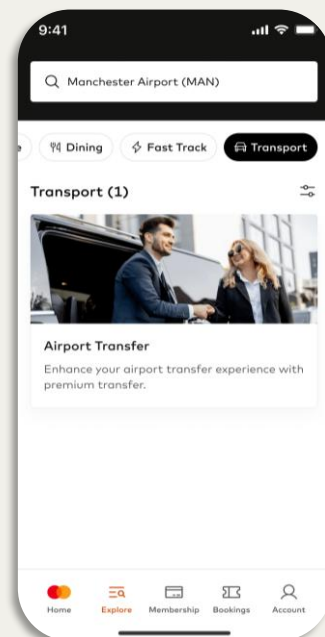 9:41
Manchester Airport (MAN)
Dining
Fast Track
Transport
Transport (1)
Airport Transfer
Enhance your airport transfer experience with
premium transfer.
Home
Explore
Membership
Bookings
Account